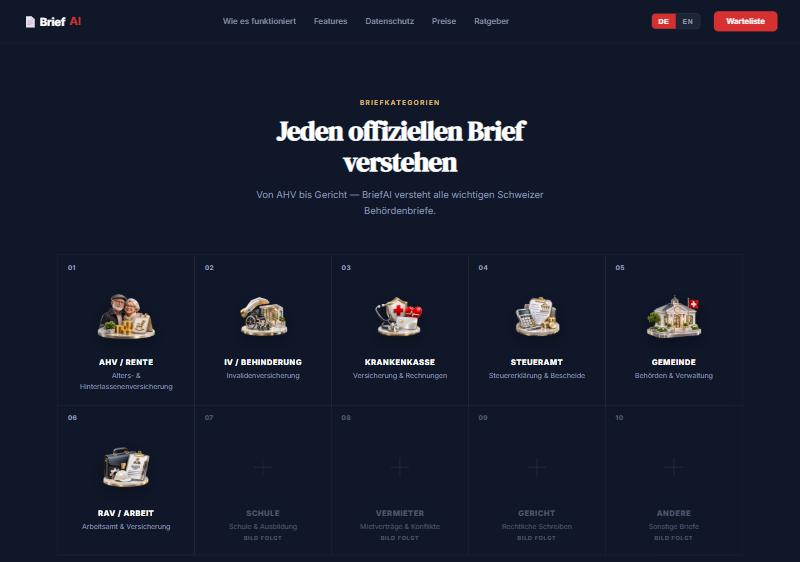 Brief AI
Wie es funktioniert Features Datenschutz Preise Ratgeber
DE EN
Warteliste
BRIEFKATEGORIEN
Jeden offiziellen Brief
verstehen
Von AHV bis Gericht — BriefAI versteht alle wichtigen Schweizer
Behördenbriefe.
01
AHV / RENTE
Alters- &
Hinterlassenenversicherung
02
IV / BEHINDERUNG
Invalidenversicherung
03
KRANKENKASSE
Versicherung & Rechnungen
04
STEUERAMT
Steuererklärung & Bescheide
05
GEMEINDE
Behörden & Verwaltung
06
RAV / ARBEIT
Arbeitsamt & Versicherung
07
SCHULE
Schule & Ausbildung
BILD FOLGT
08
VERMIETER
Mietverträge & Konflikte
BILD FOLGT
09
GERICHT
Rechtliche Schreiben
BILD FOLGT
10
ANDERE
Sonstige Briefe
BILD FOLGT